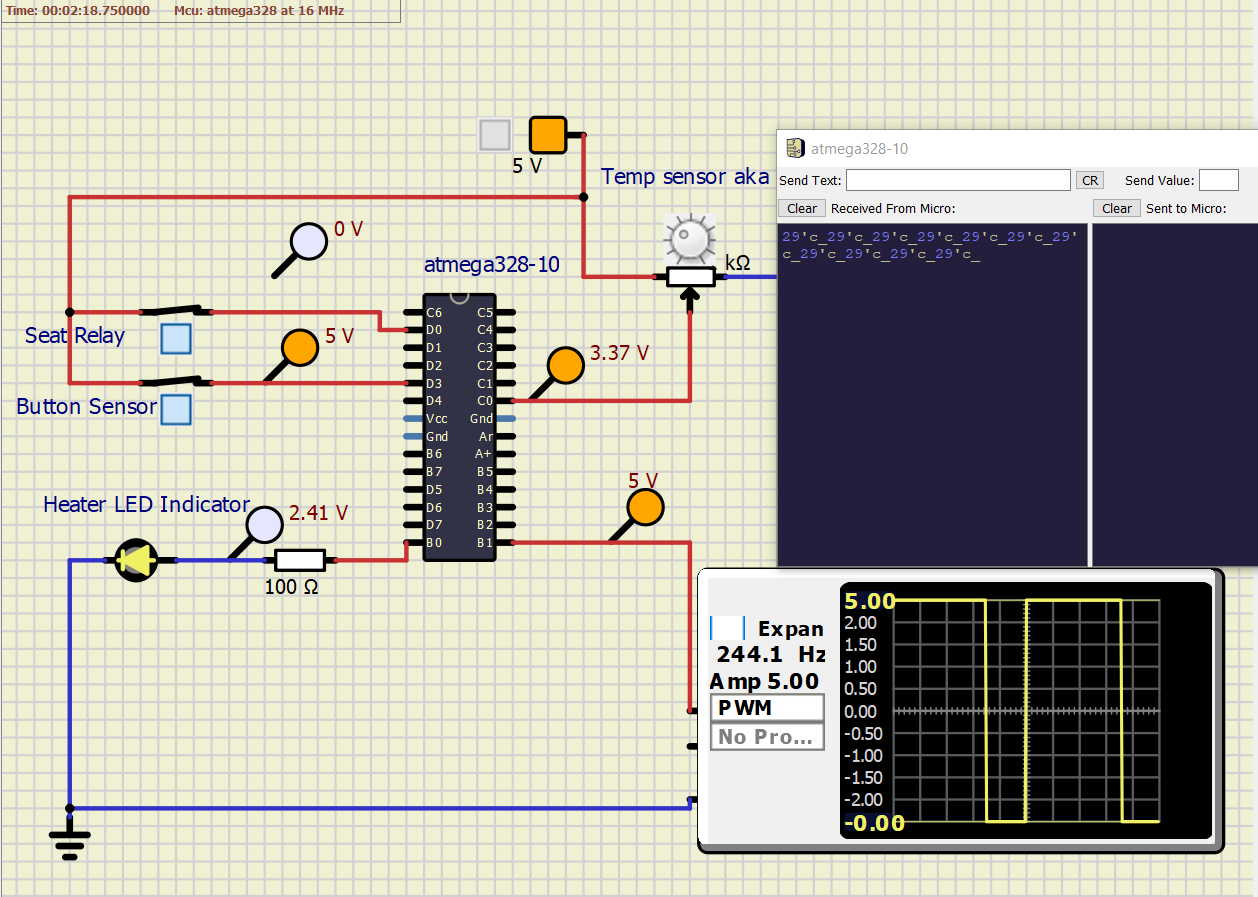 Time: 00:02:18.750000 Mcu: atmega328 at 16 MHz
5 V
Temp sensor aka
atmega328-10
Send Text: CR Send Value:
Clear Received From Micro: Clear Sent to Micro:
29'c_29'c_29'c_29'c_29'c_29'c_29'
c_29'c_29'c_29'c_29'c_
0 V
kΩ
atmega328-10
Seat Relay
5 V
3.37 V
Button Sensor
C6 C5
D0 C4
D1 C3
D2 C2
D3 C1
D4 C0
Vcc Gnd
Gnd Ar
B6 A+
B7 B5
D5 B4
D6 B3
D7 B2
B0 B1
Heater LED Indicator
2.41 V
100 Ω
5 V
Expan
244.1 Hz
Amp 5.00
PWM
No Pro...
5.00
2.00
1.50
1.00
0.50
0.00
-0.50
-1.00
-1.50
-2.00
-0.00